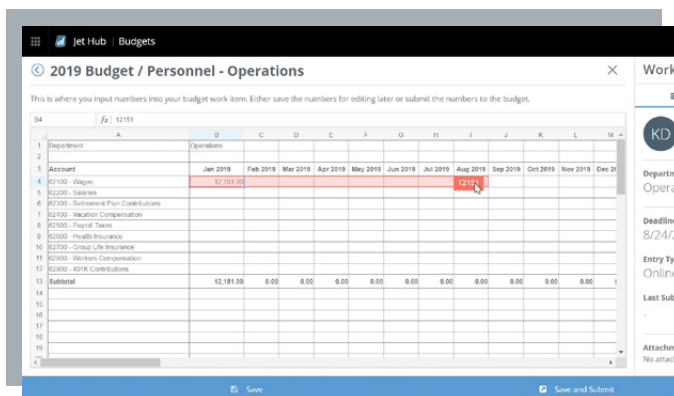 Jet Hub | Budgets
2019 Budget / Personnel - Operations
Work
This is where you input numbers into your budget work item. Either save the numbers for editing later or submit the numbers to the budget.
B4 fx 12151
A B C D E F G H I J K L M
1 Department Operations
2
3 Account Jan 2019 Feb 2019 Mar 2019 Apr 2019 May 2019 Jun 2019 Jul 2019 Aug 2019 Sep 2019 Oct 2019 Nov 2019 Dec 20
4 62100 - Wages 12,151.00 12151
5 62200 - Salaries
6 62300 - Retirement Plan Contributions
7 62400 - Vacation Compensation
8 62500 - Payroll Taxes
9 62600 - Health Insurance
10 62700 - Group Life Insurance
11 62800 - Workers Compensation
12 62900 - 401K Contributions
13 Subtotal 12,151.00 0.00 0.00 0.00 0.00 0.00 0.00 0.00 0.00 0.00 0.00
14
15
16
17
18
19
KD
Departm
Opera
Deadline
8/24/
Entry Ty
Online
Last Sub
-
Attachm
No attac
Save
Save and Submit